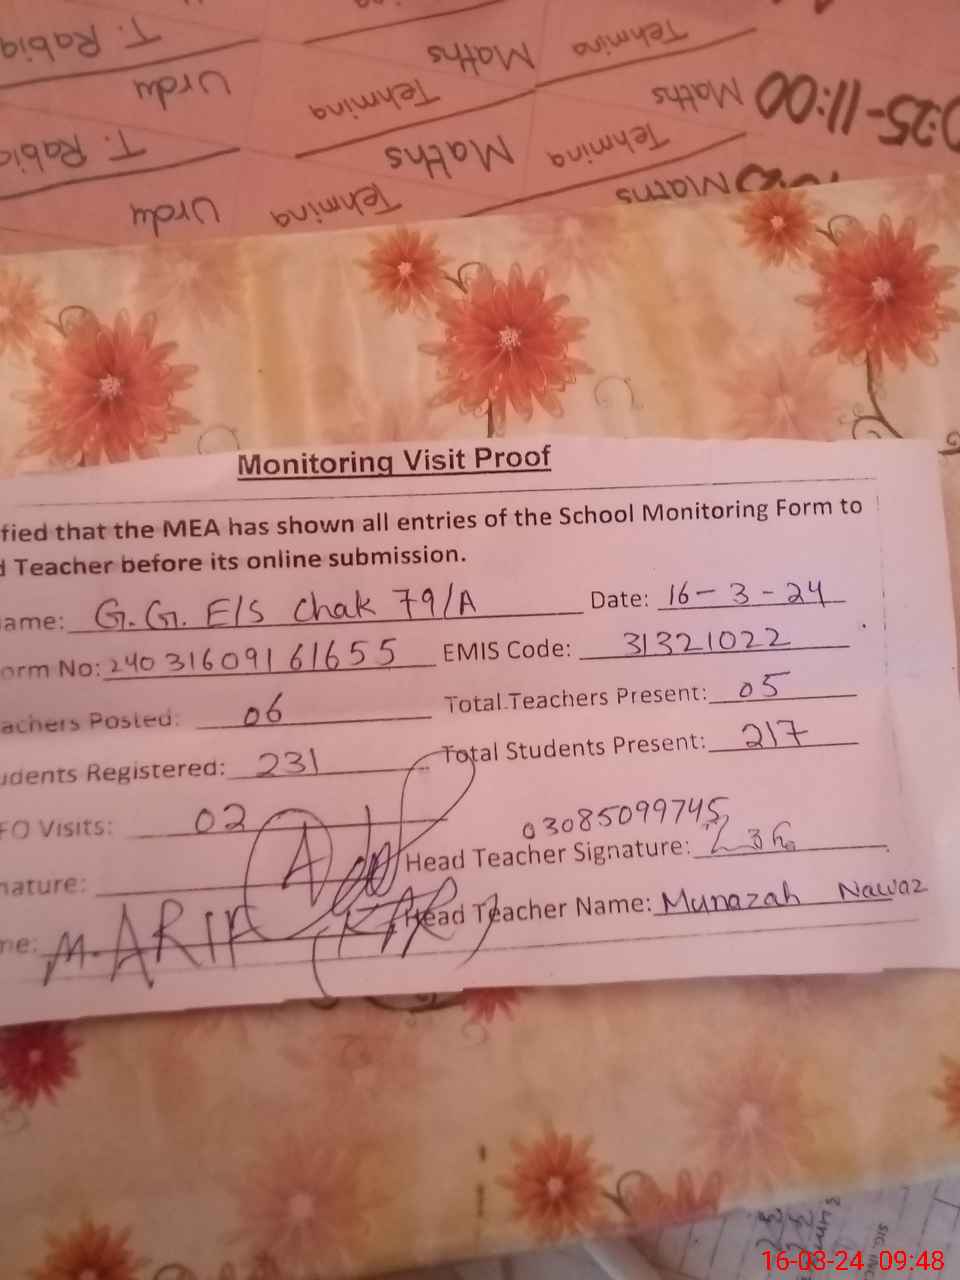 T. Rabia
Maths Tehmina
Urdu Tehmina Maths 0:25-11:00
T. Rabia Maths Tehmina
Urdu Tehmina Maths
Monitoring Visit Proof
fied that the MEA has shown all entries of the School Monitoring Form to
d Teacher before its online submission.
ame: G.G. E/S Chak 79/A Date: 16-3-24
orm No: 24031609161655 EMIS Code: 31321022
achers Posted: 06 Total Teachers Present: 05
udents Registered: 231 Total Students Present: 217
FO Visits: 02
03085099745
nature: Head Teacher Signature:
me: M. ARIF Head Teacher Name: Munazah Nawaz
16-03-24 09:48